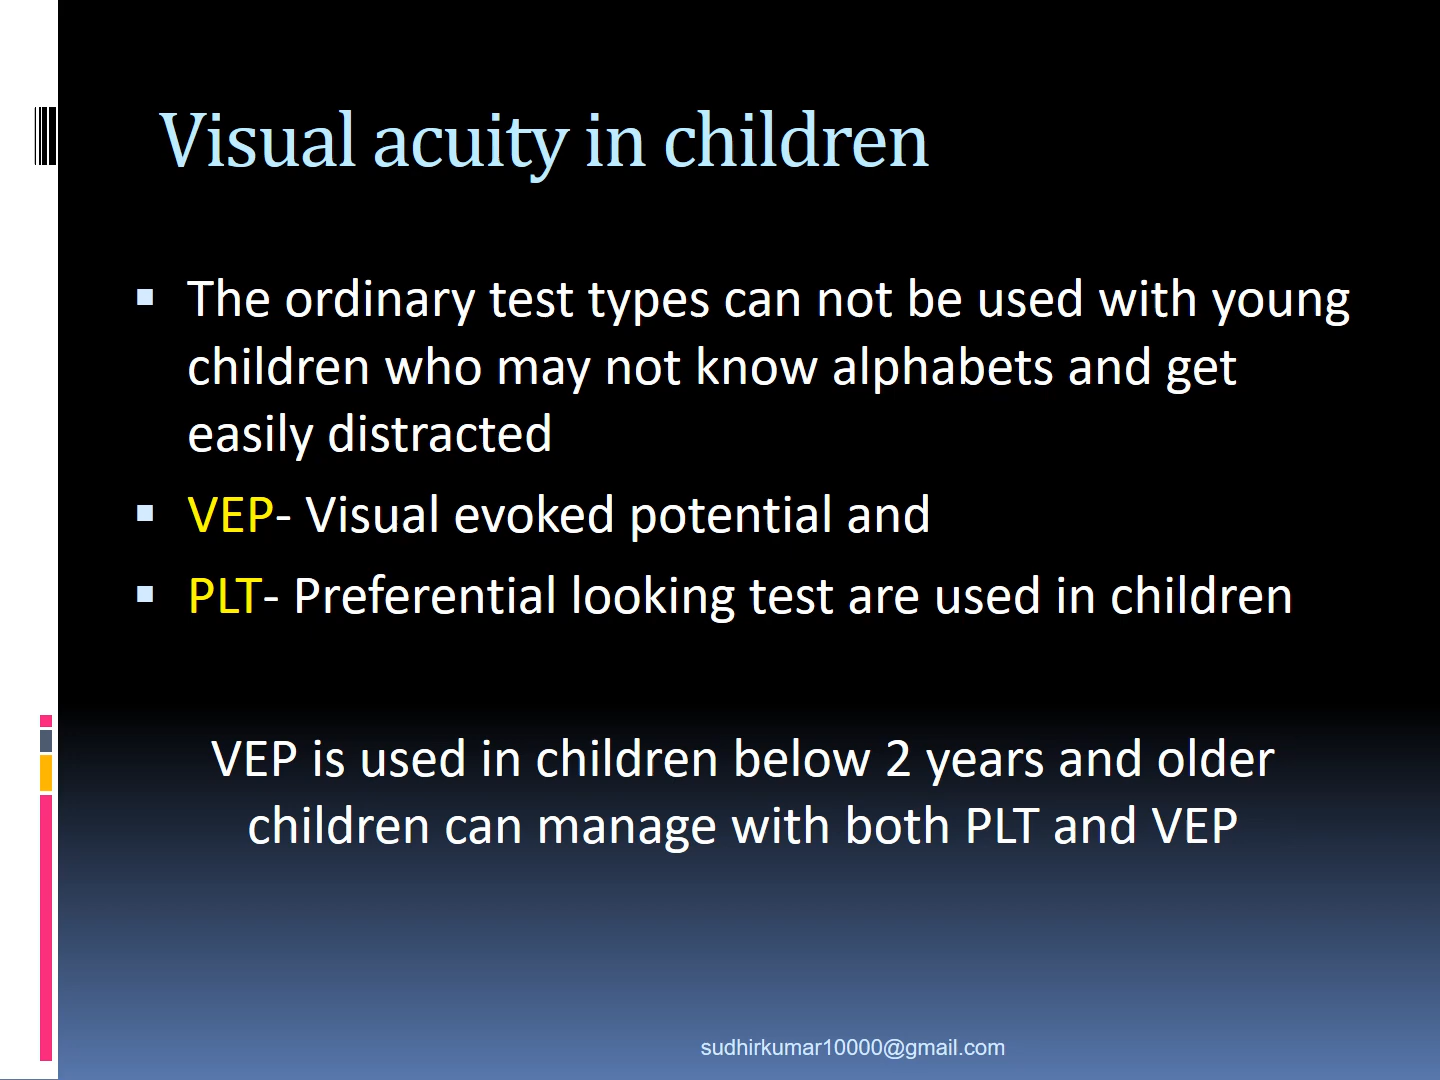 Visual acuity in children
▪ The ordinary test types can not be used with young
children who may not know alphabets and get
easily distracted
▪ VEP- Visual evoked potential and
▪ PLT- Preferential looking test are used in children
VEP is used in children below 2 years and older
children can manage with both PLT and VEP
sudhirkumar10000@gmail.com